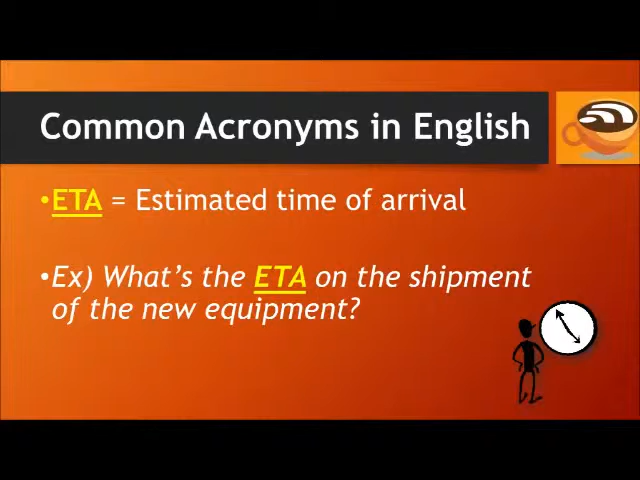 Common Acronyms in English
•ETA = Estimated time of arrival
•Ex) What's the ETA on the shipment
of the new equipment?